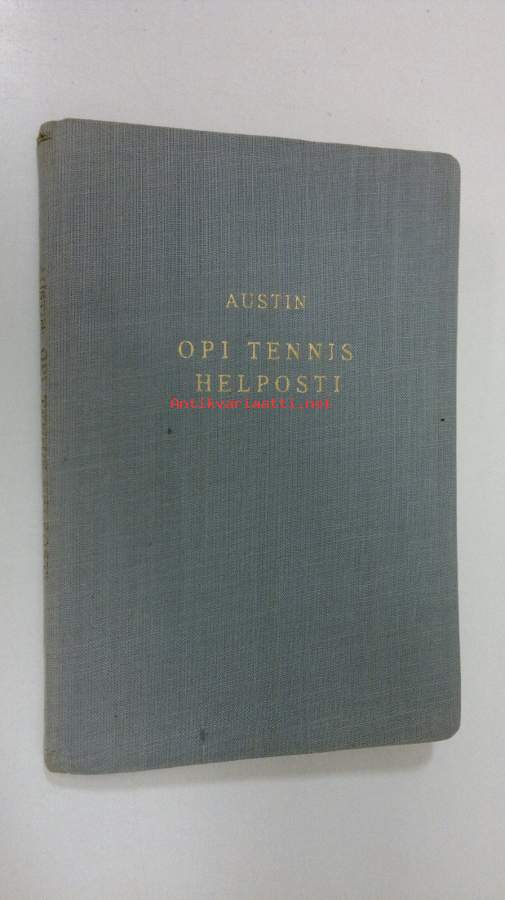 AUSTIN
OPI TENNIS
HELPOSTI
Antikvariaatti.net